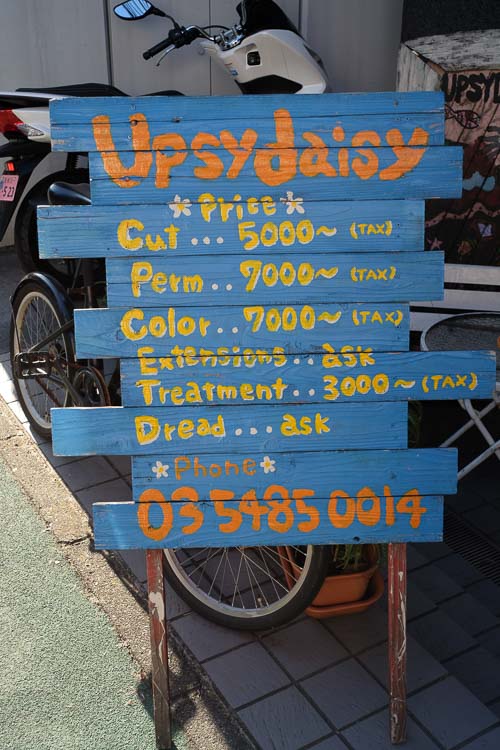 Upsydaisy
Price
Cut ... 5000~ (TAX)
Perm .. 7000~ (TAX)
Color .. 7000~ (TAX)
Extensions .. ask
Treatment .. 3000~ (TAX)
Dread ... ask
Phone
03 5485 0014